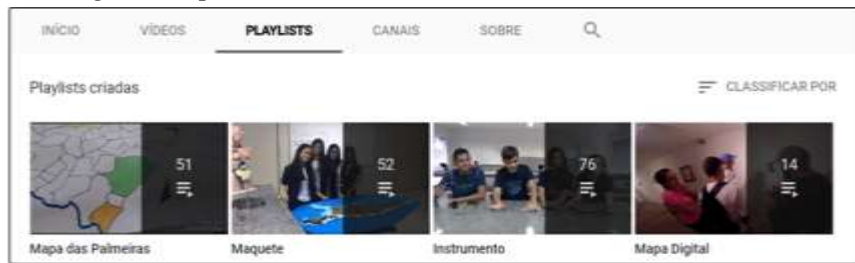 INÍCIO VÍDEOS PLAYLISTS CANAIS SOBRE
Playlists criadas CLASSIFICAR POR
51 52 76 14
Mapa das Palmeiras Maquete Instrumento Mapa Digital